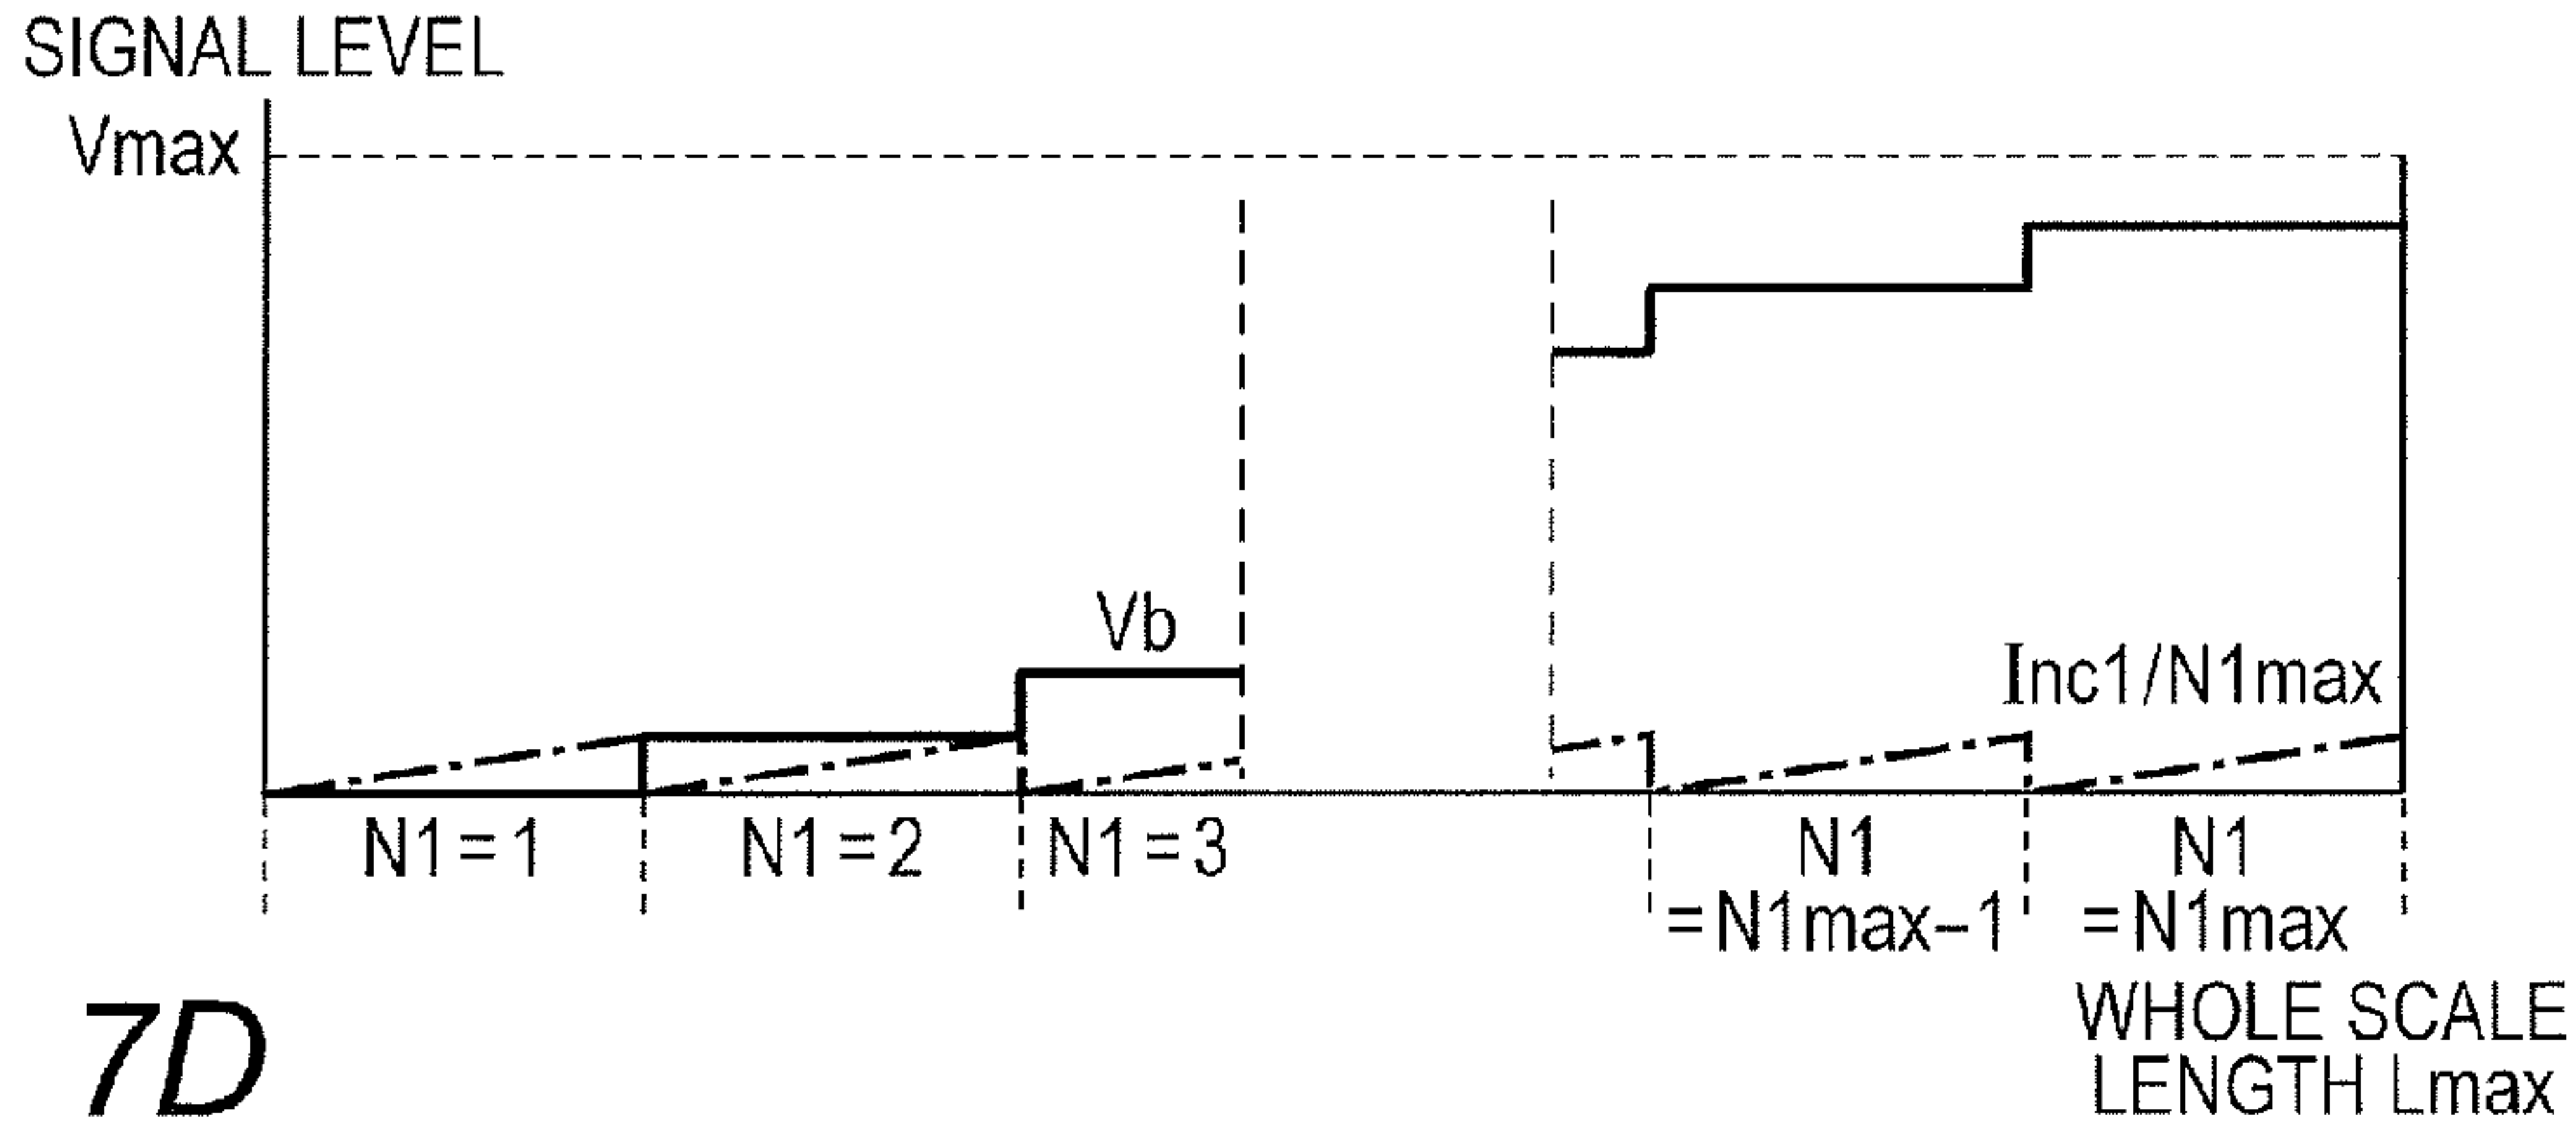 SIGNAL LEVEL
Vmax
Vb
Inc1/N1max
N1=1
N1=2
N1=3
N1
=N1max-1
N1
=N1max
7D
WHOLE SCALE
LENGTH Lmax